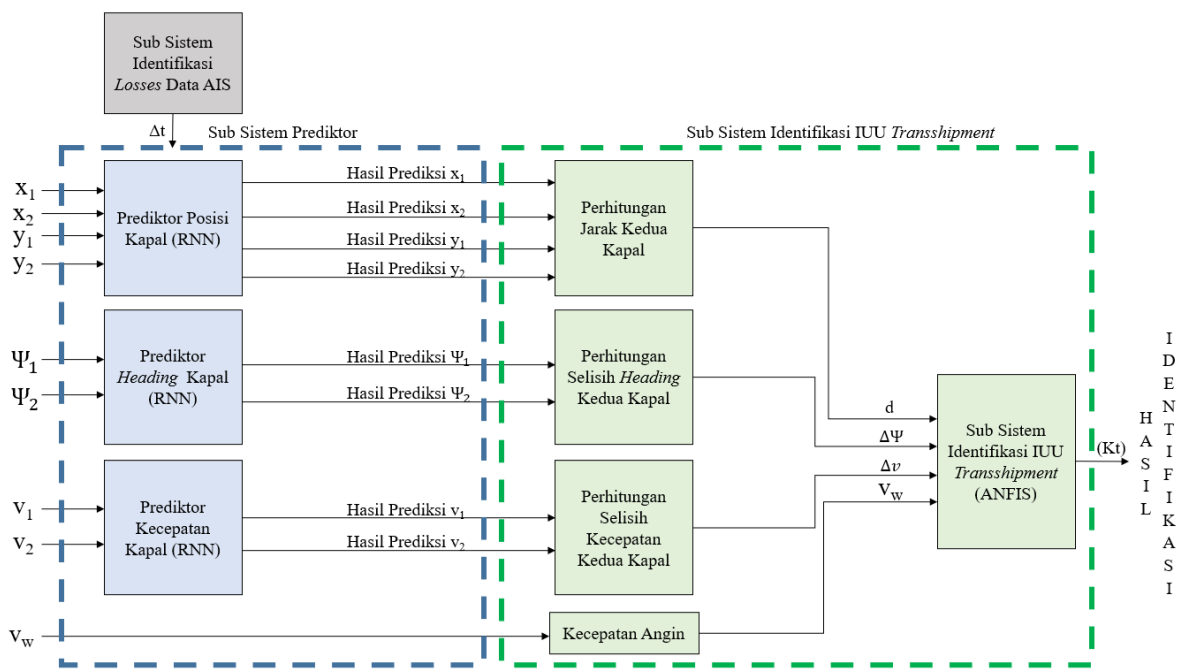 Sub Sistem
Identifikasi
Losses Data AIS
Δt
Sub Sistem Prediktor
Sub Sistem Identifikasi IUU Transshipment
x₁
x₂
y₁
y₂
Prediktor Posisi
Kapal (RNN)
Hasil Prediksi x₁
Hasil Prediksi x₂
Hasil Prediksi y₁
Hasil Prediksi y₂
Perhitungan
Jarak Kedua
Kapal
Ψ₁
Ψ₂
Prediktor
Heading Kapal
(RNN)
Hasil Prediksi Ψ₁
Hasil Prediksi Ψ₂
Perhitungan
Selisih Heading
Kedua Kapal
v₁
v₂
Prediktor
Kecepatan
Kapal (RNN)
Hasil Prediksi v₁
Hasil Prediksi v₂
Perhitungan
Selisih
Kecepatan
Kedua Kapal
v_w
Kecepatan Angin
d
ΔΨ
Δv
V_w
Sub Sistem
Identifikasi IUU
Transshipment
(ANFIS)
(Kt)
HASIL
IDENTIFIKASI